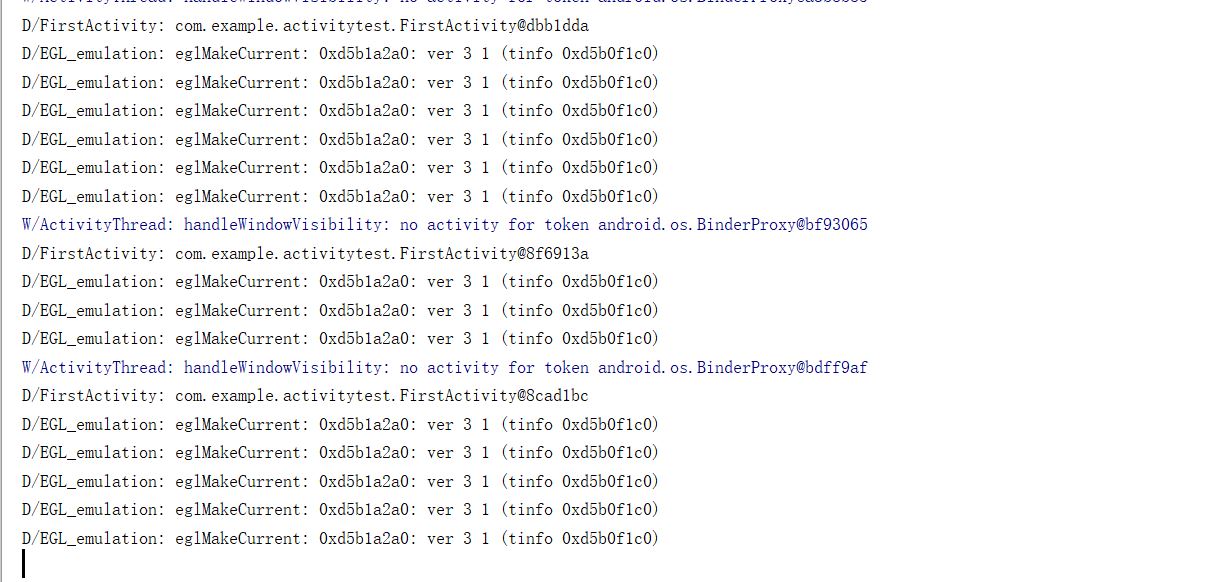 D/FirstActivity: com.example.activitytest.FirstActivity@dbb1dda
D/EGL_emulation: eglMakeCurrent: 0xd5b1a2a0: ver 3 1 (tinfo 0xd5b0f1c0)
D/EGL_emulation: eglMakeCurrent: 0xd5b1a2a0: ver 3 1 (tinfo 0xd5b0f1c0)
D/EGL_emulation: eglMakeCurrent: 0xd5b1a2a0: ver 3 1 (tinfo 0xd5b0f1c0)
D/EGL_emulation: eglMakeCurrent: 0xd5b1a2a0: ver 3 1 (tinfo 0xd5b0f1c0)
D/EGL_emulation: eglMakeCurrent: 0xd5b1a2a0: ver 3 1 (tinfo 0xd5b0f1c0)
D/EGL_emulation: eglMakeCurrent: 0xd5b1a2a0: ver 3 1 (tinfo 0xd5b0f1c0)
W/ActivityThread: handleWindowVisibility: no activity for token android.os.BinderProxy@bf93065
D/FirstActivity: com.example.activitytest.FirstActivity@8f6913a
D/EGL_emulation: eglMakeCurrent: 0xd5b1a2a0: ver 3 1 (tinfo 0xd5b0f1c0)
D/EGL_emulation: eglMakeCurrent: 0xd5b1a2a0: ver 3 1 (tinfo 0xd5b0f1c0)
D/EGL_emulation: eglMakeCurrent: 0xd5b1a2a0: ver 3 1 (tinfo 0xd5b0f1c0)
W/ActivityThread: handleWindowVisibility: no activity for token android.os.BinderProxy@bdff9af
D/FirstActivity: com.example.activitytest.FirstActivity@8cad1bc
D/EGL_emulation: eglMakeCurrent: 0xd5b1a2a0: ver 3 1 (tinfo 0xd5b0f1c0)
D/EGL_emulation: eglMakeCurrent: 0xd5b1a2a0: ver 3 1 (tinfo 0xd5b0f1c0)
D/EGL_emulation: eglMakeCurrent: 0xd5b1a2a0: ver 3 1 (tinfo 0xd5b0f1c0)
D/EGL_emulation: eglMakeCurrent: 0xd5b1a2a0: ver 3 1 (tinfo 0xd5b0f1c0)
D/EGL_emulation: eglMakeCurrent: 0xd5b1a2a0: ver 3 1 (tinfo 0xd5b0f1c0)